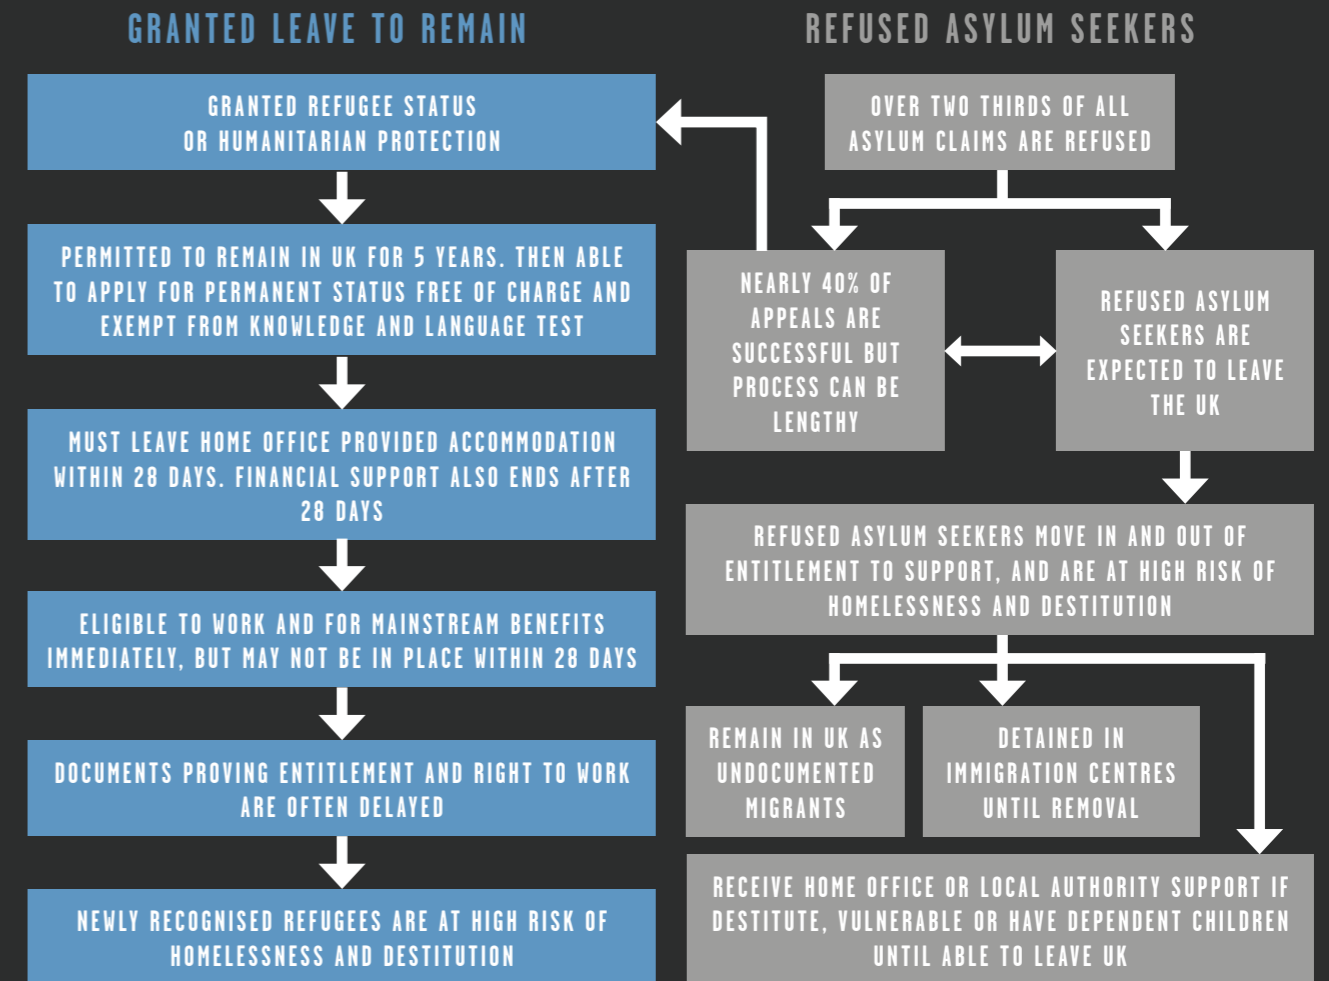 GRANTED LEAVE TO REMAIN
GRANTED REFUGEE STATUS
OR HUMANITARIAN PROTECTION
PERMITTED TO REMAIN IN UK FOR 5 YEARS. THEN ABLE
TO APPLY FOR PERMANENT STATUS FREE OF CHARGE AND
EXEMPT FROM KNOWLEDGE AND LANGUAGE TEST
MUST LEAVE HOME OFFICE PROVIDED ACCOMMODATION
WITHIN 28 DAYS. FINANCIAL SUPPORT ALSO ENDS AFTER
28 DAYS
ELIGIBLE TO WORK AND FOR MAINSTREAM BENEFITS
IMMEDIATELY, BUT MAY NOT BE IN PLACE WITHIN 28 DAYS
DOCUMENTS PROVING ENTITLEMENT AND RIGHT TO WORK
ARE OFTEN DELAYED
NEWLY RECOGNISED REFUGEES ARE AT HIGH RISK OF
HOMELESSNESS AND DESTITUTION
REFUSED ASYLUM SEEKERS
OVER TWO THIRDS OF ALL
ASYLUM CLAIMS ARE REFUSED
NEARLY 40% OF
APPEALS ARE
SUCCESSFUL BUT
PROCESS CAN BE
LENGTHY
REFUSED ASYLUM
SEEKERS ARE
EXPECTED TO LEAVE
THE UK
REFUSED ASYLUM SEEKERS MOVE IN AND OUT OF
ENTITLEMENT TO SUPPORT, AND ARE AT HIGH RISK OF
HOMELESSNESS AND DESTITUTION
REMAIN IN UK AS
UNDOCUMENTED
MIGRANTS
DETAINED IN
IMMIGRATION CENTRES
UNTIL REMOVAL
RECEIVE HOME OFFICE OR LOCAL AUTHORITY SUPPORT IF
DESTITUTE, VULNERABLE OR HAVE DEPENDENT CHILDREN
UNTIL ABLE TO LEAVE UK